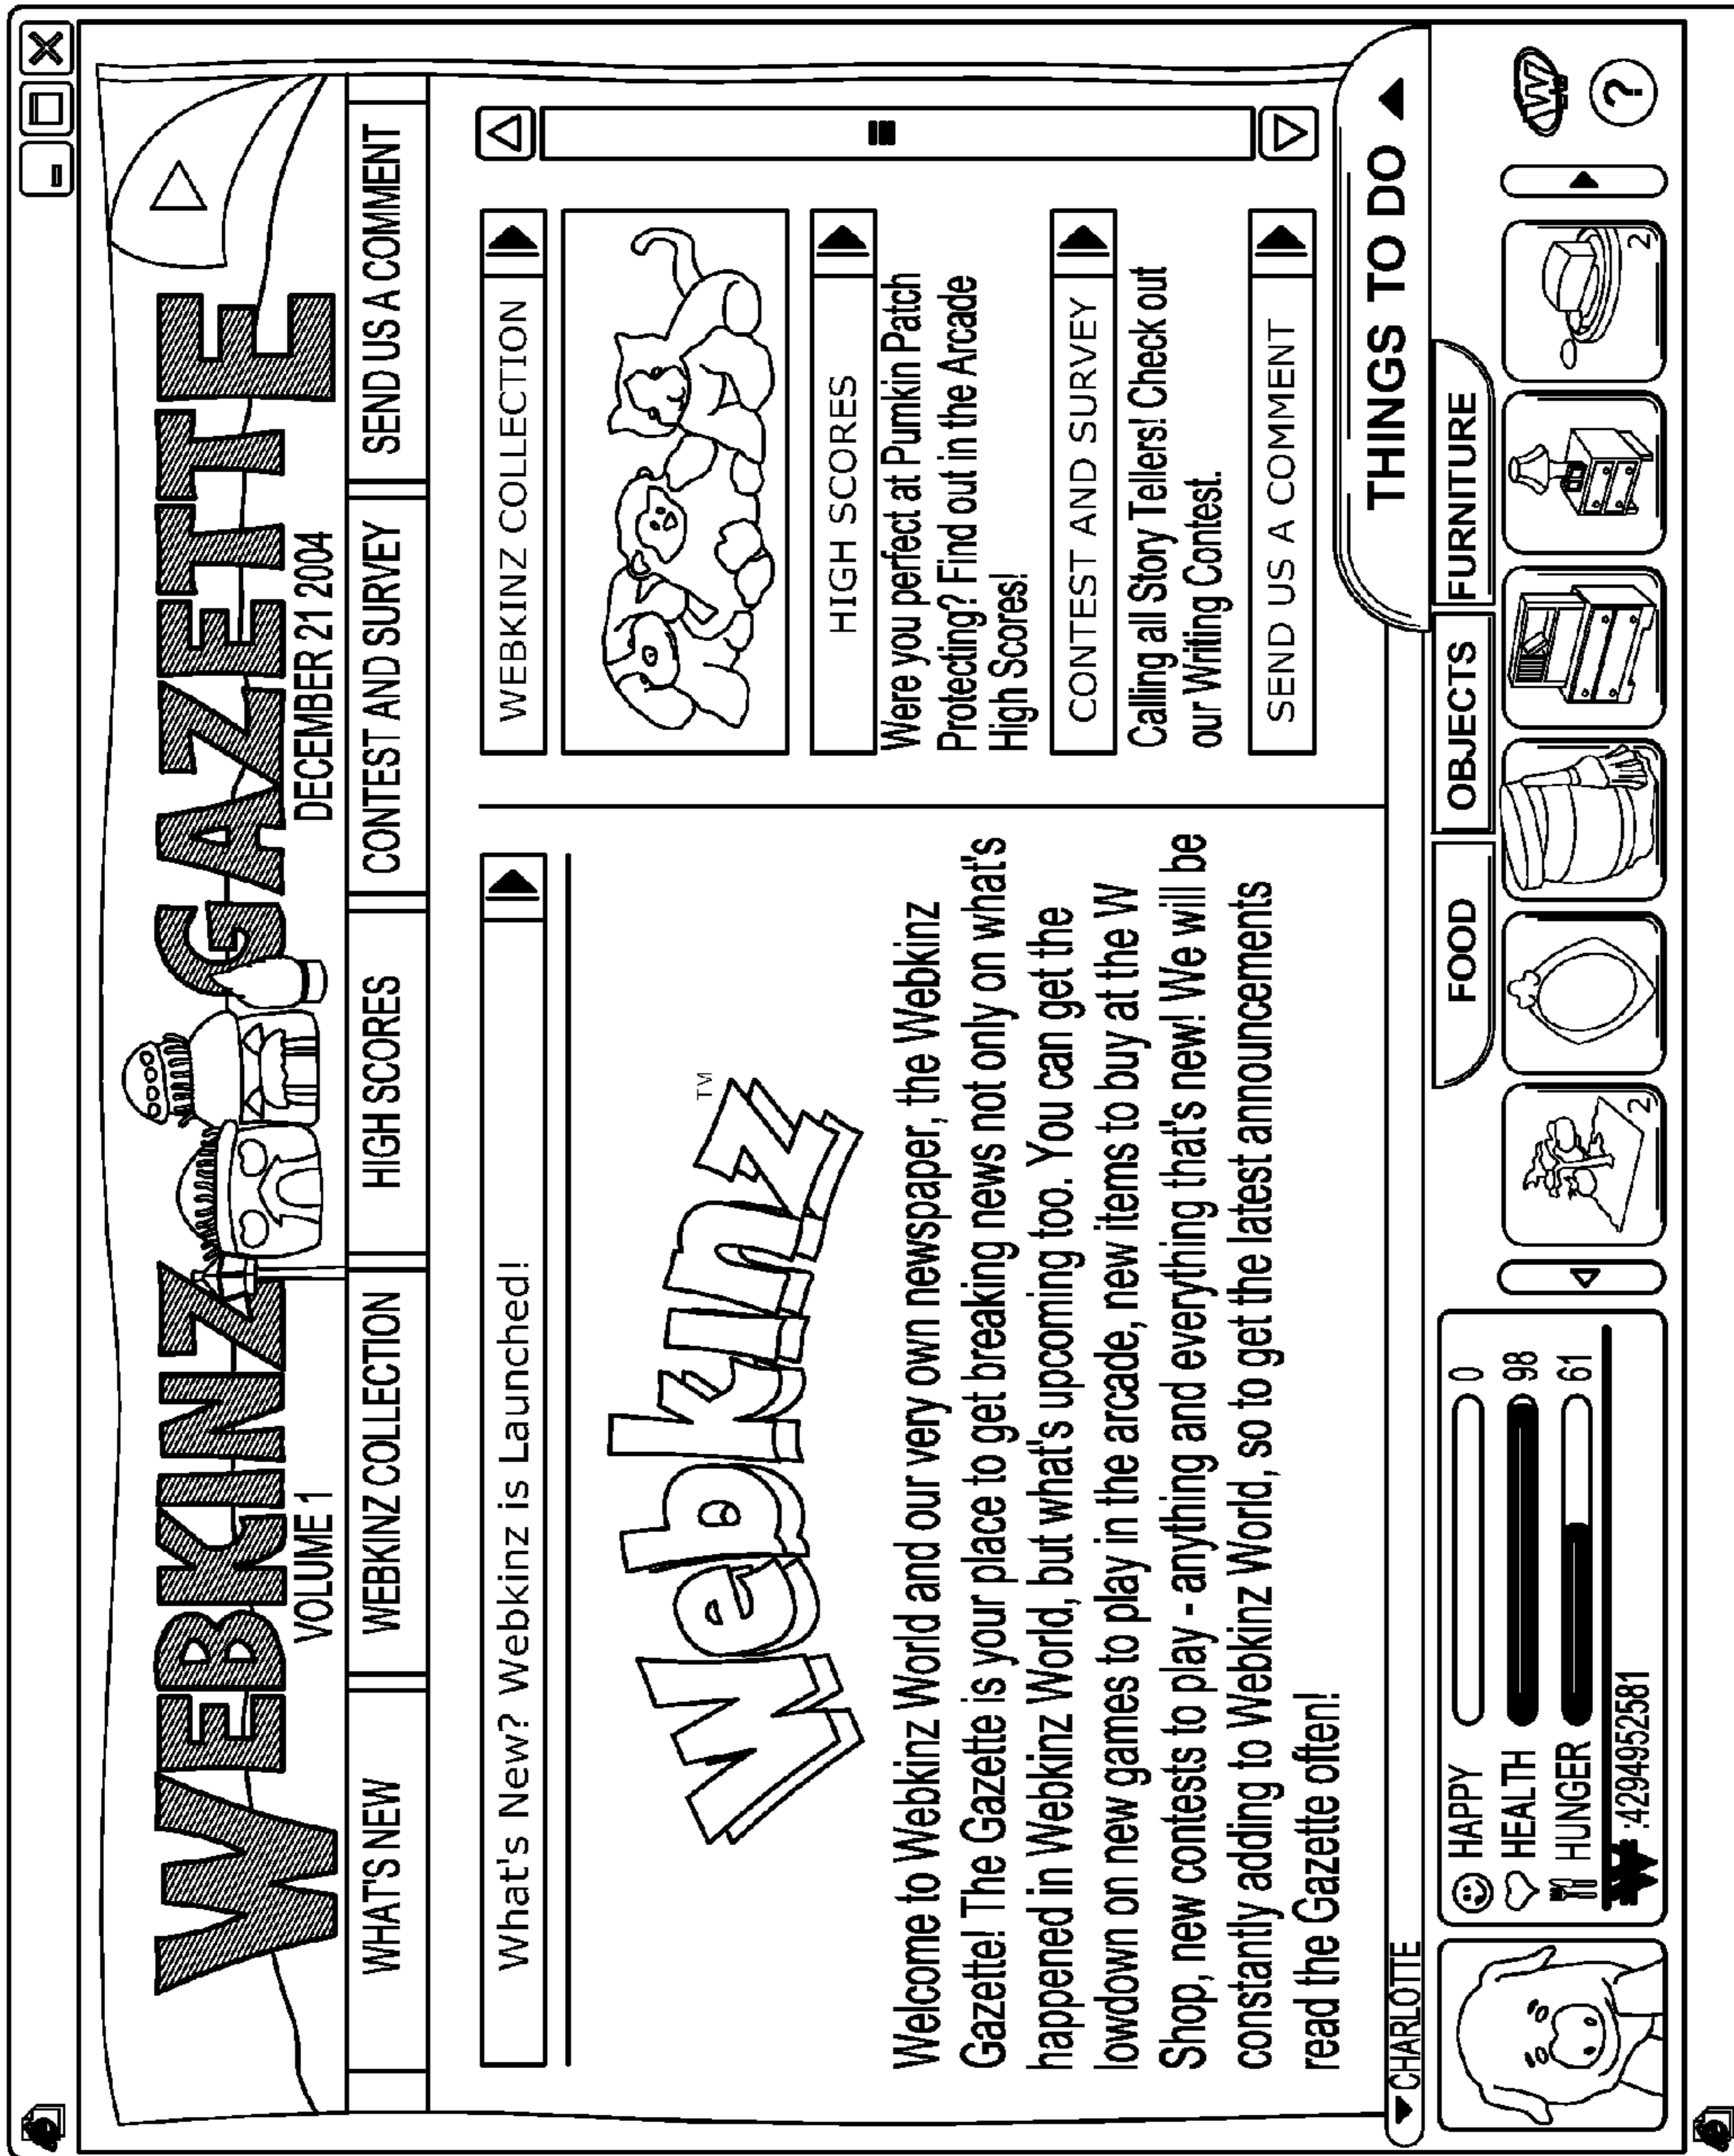 WEBKINZ GAZETTE
VOLUME 1
DECEMBER 21 2004
WHAT'S NEW
WEBKINZ COLLECTION
HIGH SCORES
CONTEST AND SURVEY
SEND US A COMMENT
What's New? Webkinz is Launched!
Webkinz™
Welcome to Webkinz World and our very own newspaper, the Webkinz
Gazette! The Gazette is your place to get breaking news not only on what's
happened in Webkinz World, but what's upcoming too. You can get the
lowdown on new games to play in the arcade, new items to buy at the W
Shop, new contests to play - anything and everything that's new! We will be
constantly adding to Webkinz World, so to get the latest announcements
read the Gazette often!
WEBKINZ COLLECTION
HIGH SCORES
Were you perfect at Pumkin Patch
Protecting? Find out in the Arcade
High Scores!
CONTEST AND SURVEY
Calling all Story Tellers! Check out
our Writing Contest.
SEND US A COMMENT
THINGS TO DO
CHARLOTTE
HAPPY 0
HEALTH 98
HUNGER 61
:4294952581
FOOD
OBJECTS
FURNITURE
2
2
W
?